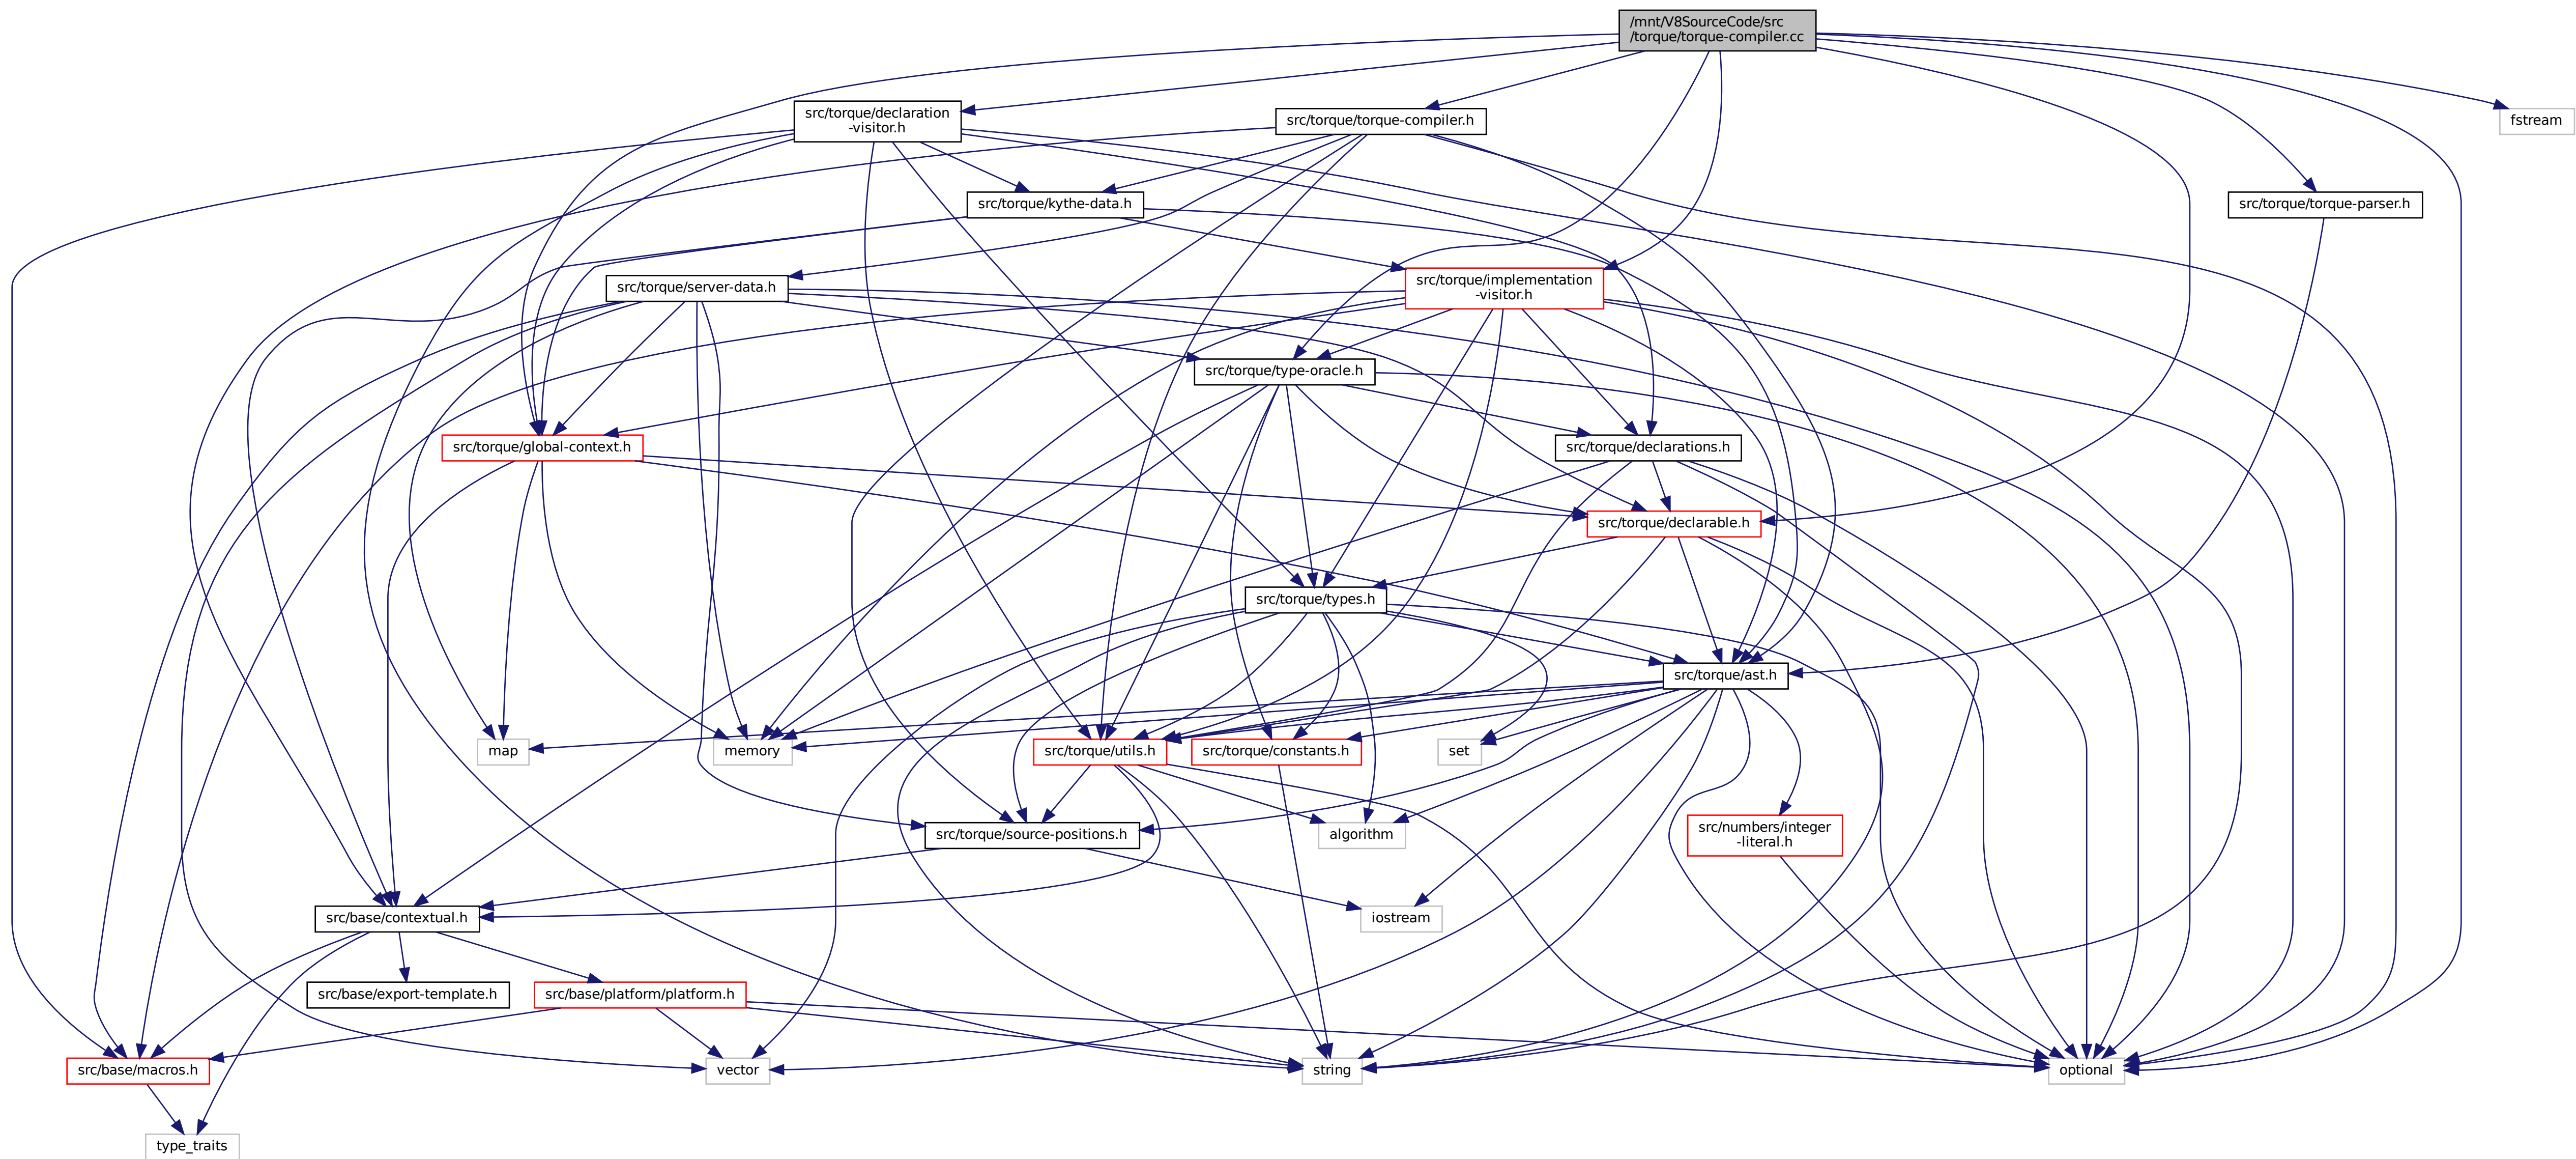 /mnt/V8SourceCode/src
/torque/torque-compiler.cc
src/torque/declaration
-visitor.h
src/torque/torque-compiler.h
fstream
src/torque/kythe-data.h
src/torque/torque-parser.h
src/torque/server-data.h
src/torque/implementation
-visitor.h
src/torque/type-oracle.h
src/torque/global-context.h
src/torque/declarations.h
src/torque/declarable.h
src/torque/types.h
src/torque/ast.h
map
memory
src/torque/utils.h
src/torque/constants.h
set
src/torque/source-positions.h
algorithm
src/numbers/integer
-literal.h
src/base/contextual.h
iostream
src/base/export-template.h
src/base/platform/platform.h
src/base/macros.h
vector
string
optional
type_traits